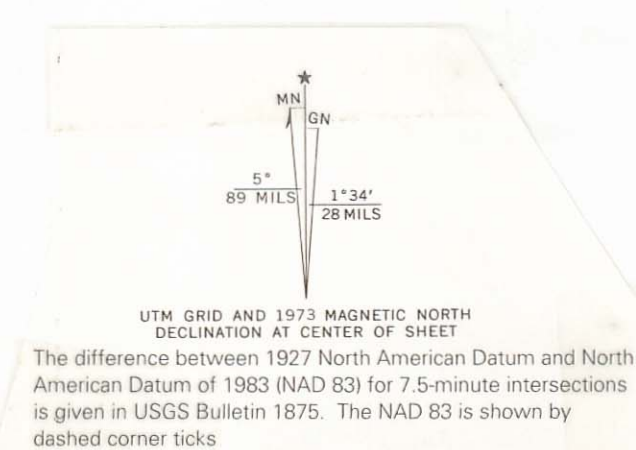 ★
MN
GN
5°
89 MILS
1°34′
28 MILS
UTM GRID AND 1973 MAGNETIC NORTH
DECLINATION AT CENTER OF SHEET
The difference between 1927 North American Datum and North
American Datum of 1983 (NAD 83) for 7.5-minute intersections
is given in USGS Bulletin 1875. The NAD 83 is shown by
dashed corner ticks